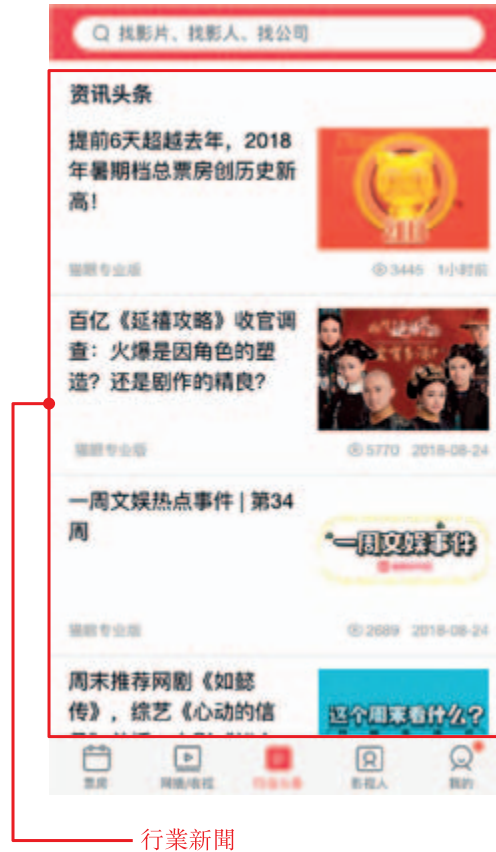 找影片、找影人、找公司
资讯头条
提前6天超越去年，2018
年暑期档总票房创历史新
高！
猫眼专业版
3445 1小时前
百亿《延禧攻略》收官调
查：火爆是因角色的塑
造？还是剧作的精良？
猫眼专业版
5770 2018-08-24
一周文娱热点事件 | 第34
周
一周文娱事件
猫眼专业版
2689 2018-08-24
周末推荐网剧《如懿
传》，综艺《心动的信
这个周末看什么？
票房
网播/收视
影视人
我的
行業新聞